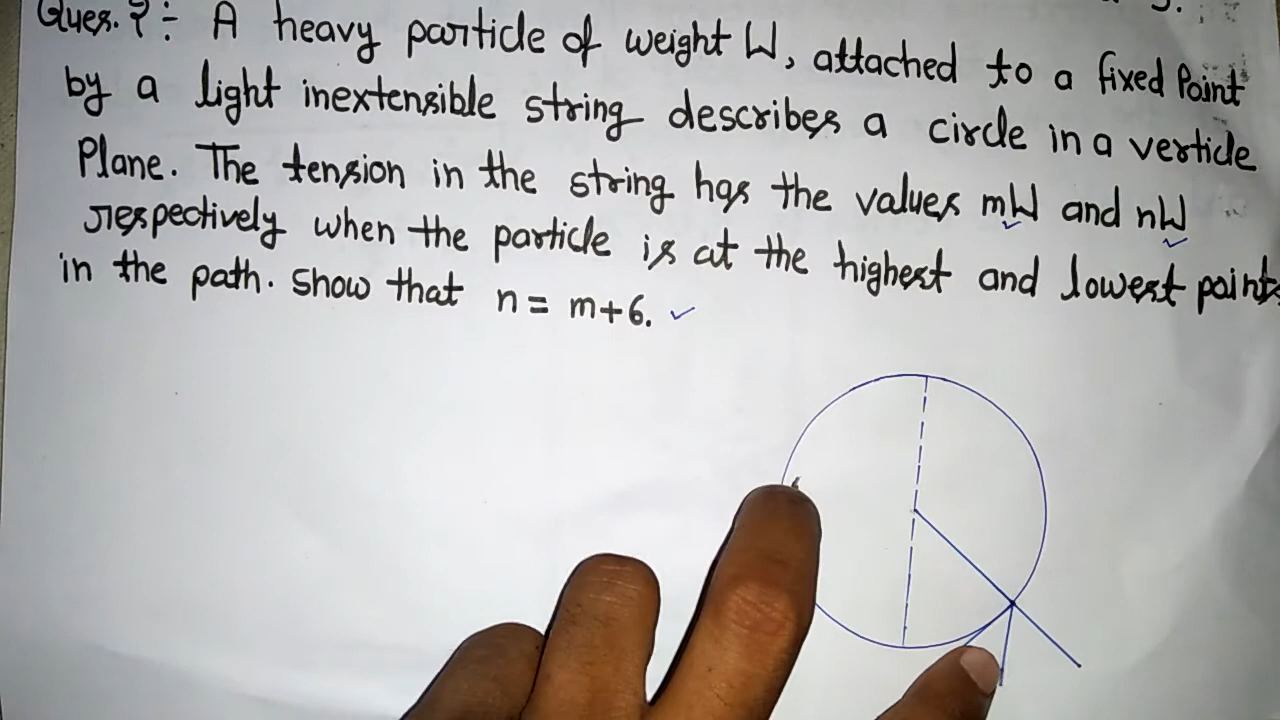 Ques. ? :- A heavy particle of weight W, attached to a fixed Point
by a light inextensible string describes a circle in a verticle
Plane. The tension in the string has the values mW and nW
respectively when the particle is at the highest and lowest points
in the path. Show that n = m+6.